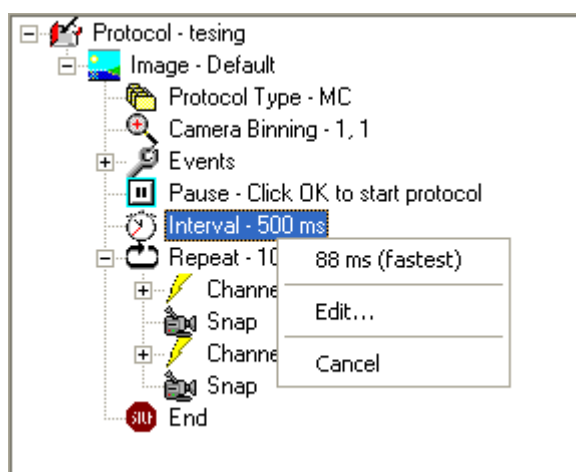 Protocol - tesing
Image - Default
Protocol Type - MC
Camera Binning - 1, 1
Events
Pause - Click OK to start protocol
Interval - 500 ms
88 ms (fastest)
Repeat - 10
Edit...
Channe
Snap
Cancel
Channe
Snap
End